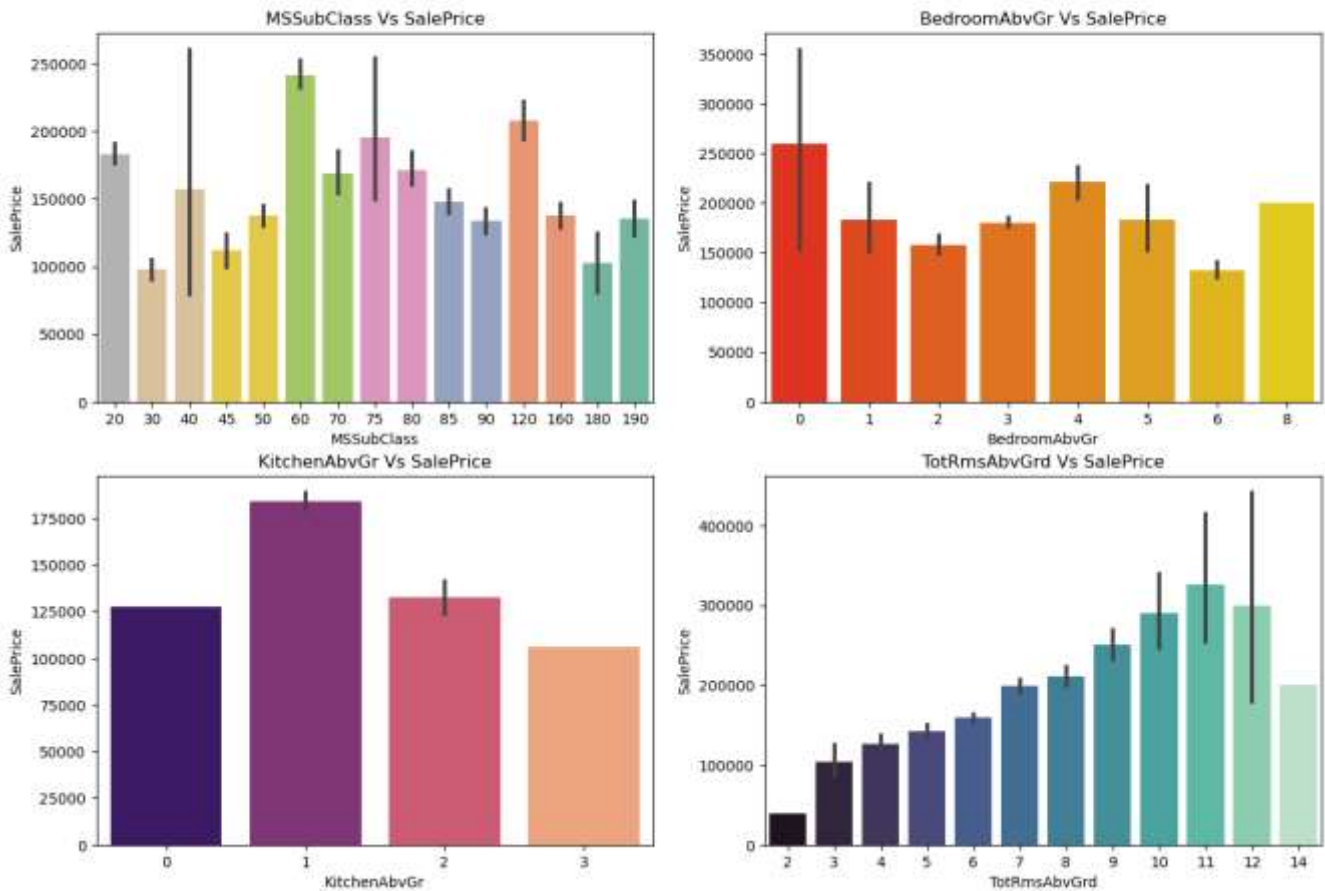 MSSubClass Vs SalePrice
250000
200000
150000
100000
50000
0
SalePrice
20 30 40 45 50 60 70 75 80 85 90 120 160 180 190
MSSubClass
BedroomAbvGr Vs SalePrice
350000
300000
250000
200000
150000
100000
50000
0
SalePrice
0 1 2 3 4 5 6 8
BedroomAbvGr
KitchenAbvGr Vs SalePrice
175000
150000
125000
100000
75000
50000
25000
0
SalePrice
0 1 2 3
KitchenAbvGr
TotRmsAbvGrd Vs SalePrice
400000
300000
200000
100000
0
SalePrice
2 3 4 5 6 7 8 9 10 11 12 14
TotRmsAbvGrd